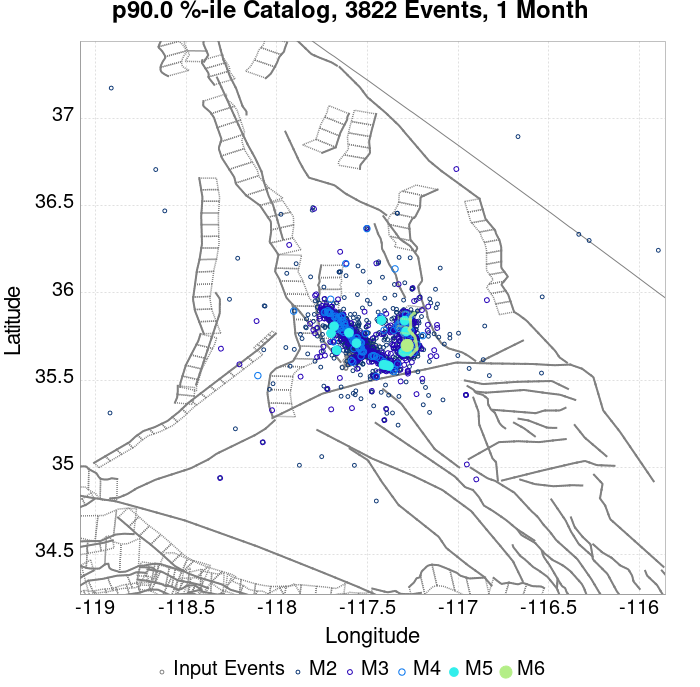 p90.0 %-ile Catalog, 3822 Events, 1 Month
37
36.5
36
35.5
35
34.5
Latitude
-119 -118.5 -118 -117.5 -117 -116.5 -116
Longitude
Input Events M2 M3 M4 M5 M6